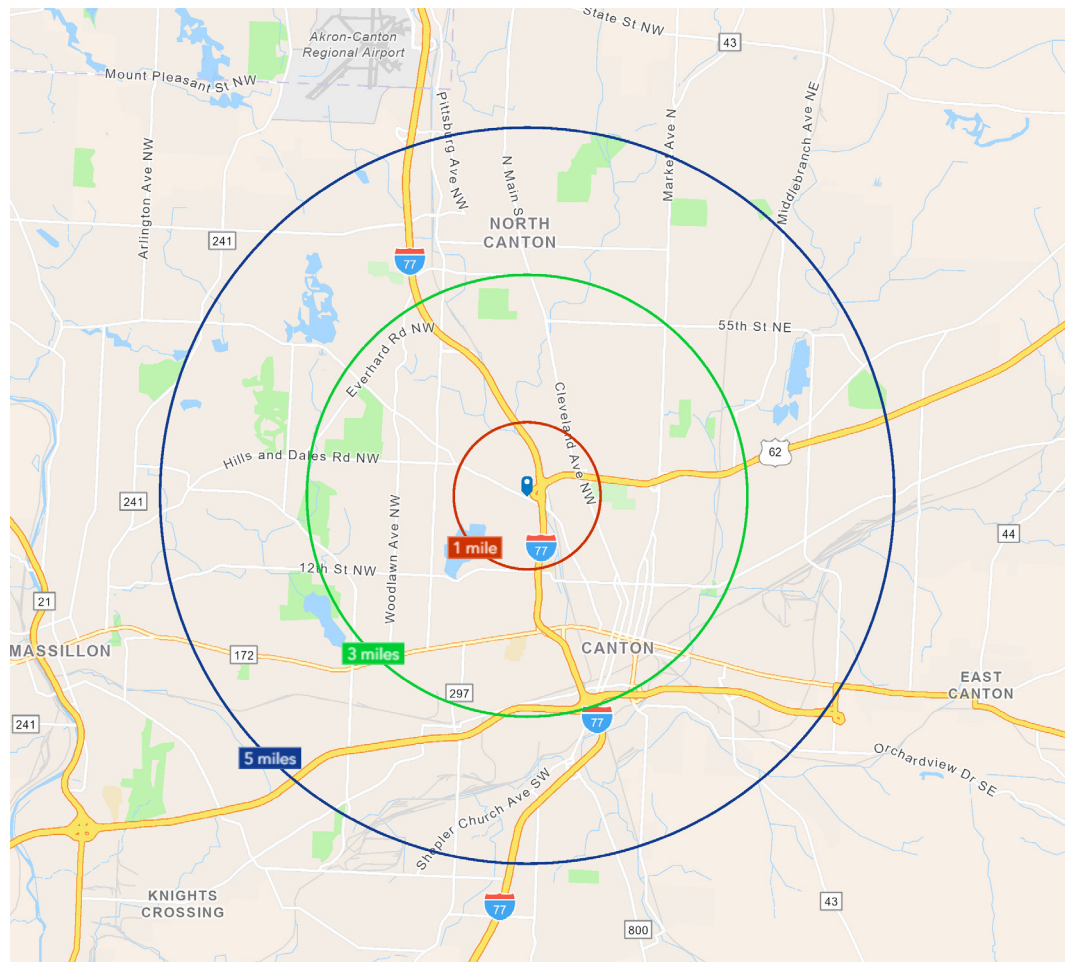 State St NW
43
Akron-Canton
Regional Airport
Mount Pleasant St NW
Pittsburg Ave NW
Middlebranch Ave NE
Market Ave N
Arlington Ave NW
N Main S
NORTH
CANTON
241
77
55th St NE
Everhard Rd NW
Cleveland Ave NW
62
Hills and Dales Rd NW
241
Woodlawn Ave NW
1 mile
77
44
12th St NW
21
MASSILLON
172
3 miles
CANTON
EAST
CANTON
297
241
77
5 miles
Orchardview Dr SE
Shepler Church Ave SW
KNIGHTS
CROSSING
77
43
800